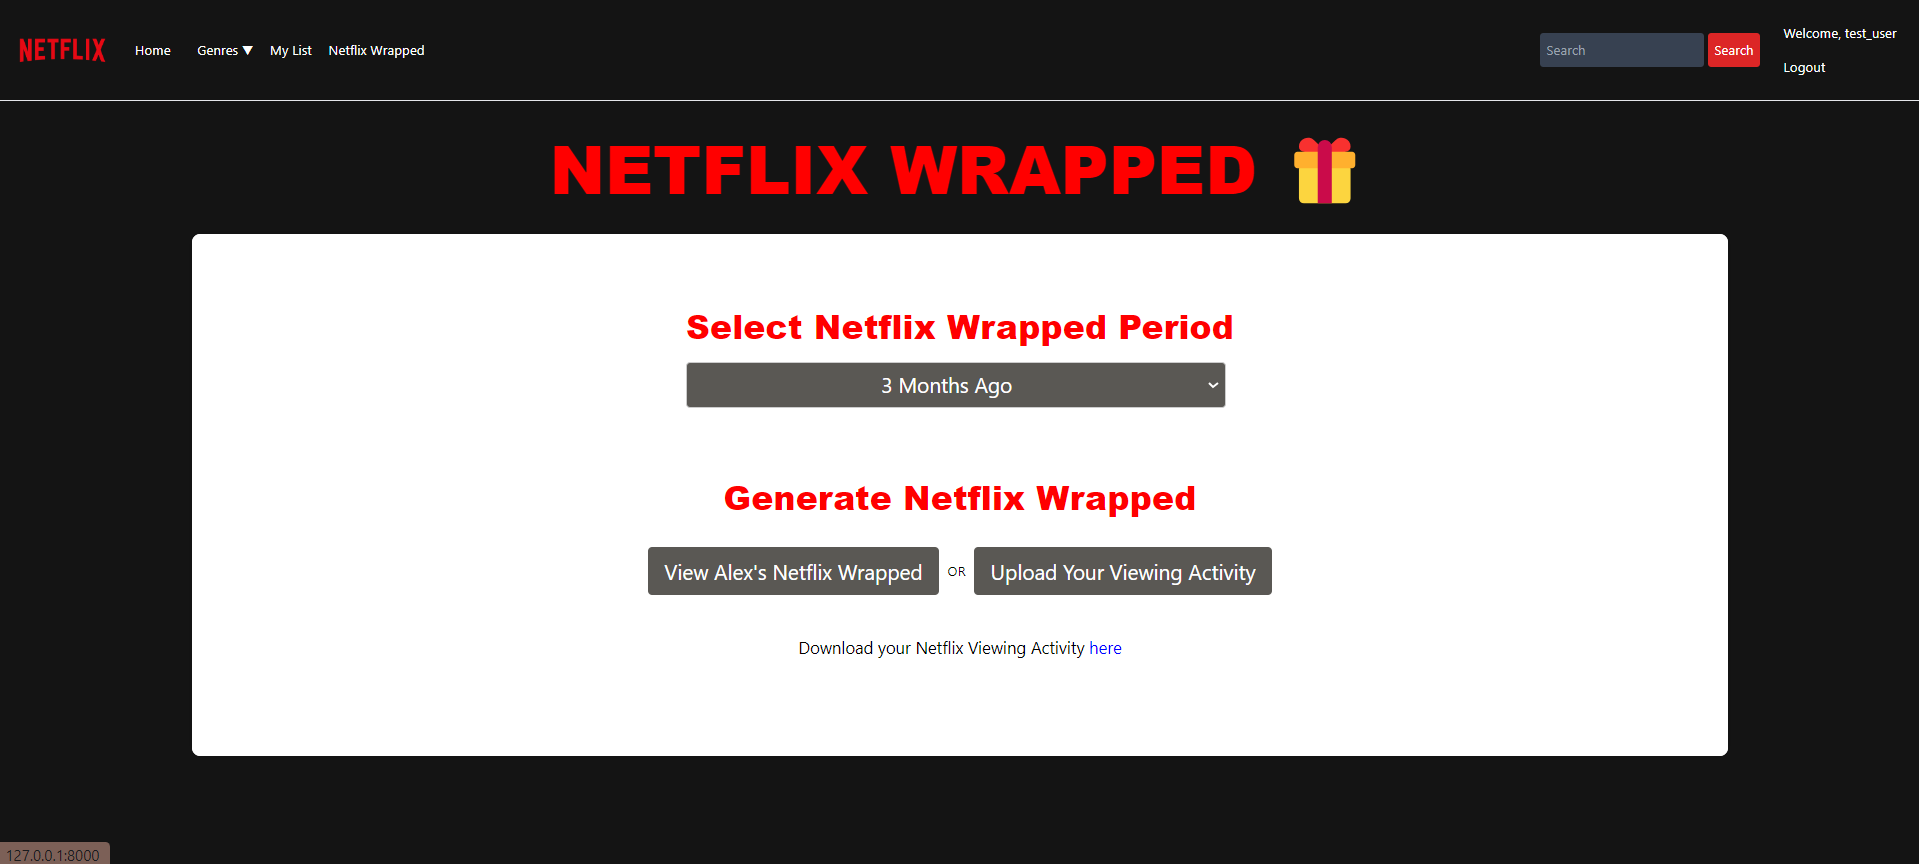 NETFLIX Home Genres ▼ My List Netflix Wrapped Search Search Welcome, test_user
Logout
NETFLIX WRAPPED
Select Netflix Wrapped Period
3 Months Ago
Generate Netflix Wrapped
View Alex's Netflix Wrapped OR Upload Your Viewing Activity
Download your Netflix Viewing Activity here
127.0.0.1:8000